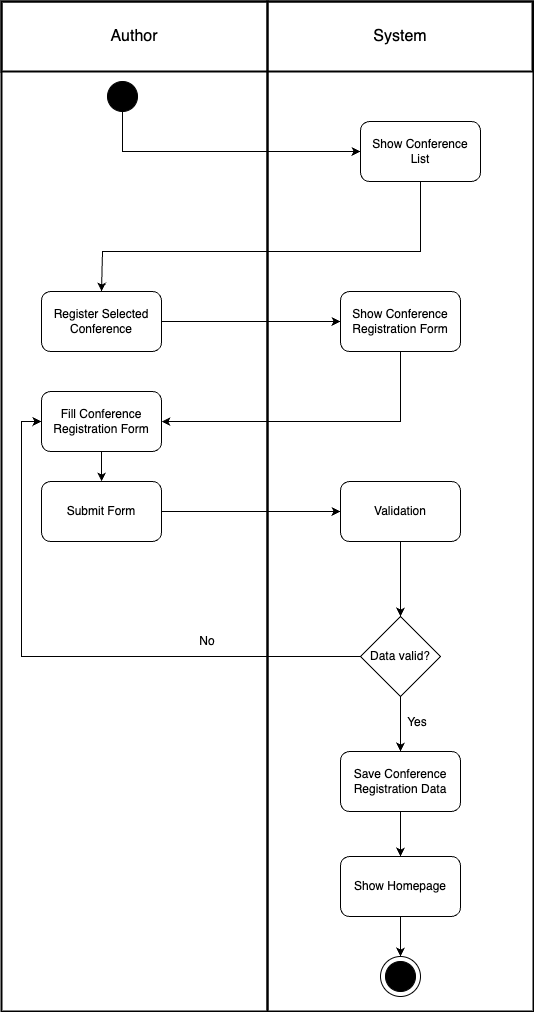 Author
System
Show Conference
List
Register Selected
Conference
Show Conference
Registration Form
Fill Conference
Registration Form
Submit Form
Validation
No
Data valid?
Yes
Save Conference
Registration Data
Show Homepage